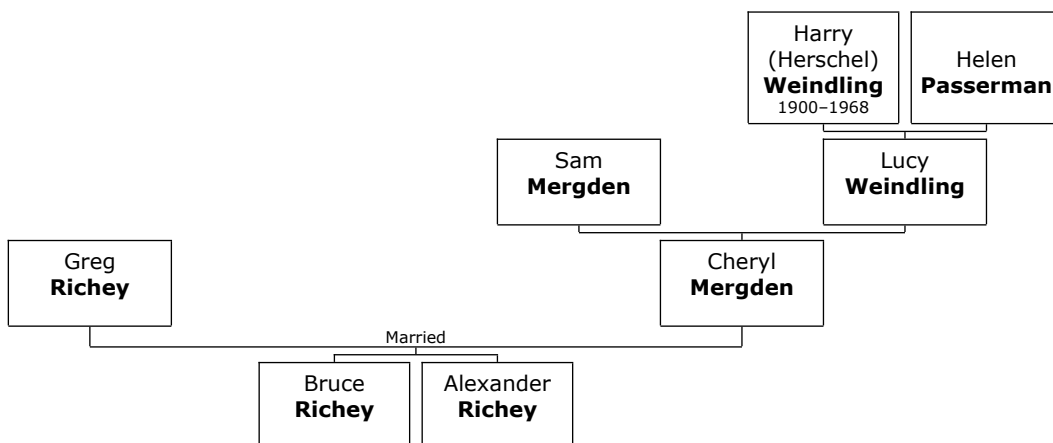 Harry
(Herschel)
Weindling
1900–1968
Helen
Passerman
Sam
Mergden
Lucy
Weindling
Greg
Richey
Cheryl
Mergden
Married
Bruce
Richey
Alexander
Richey